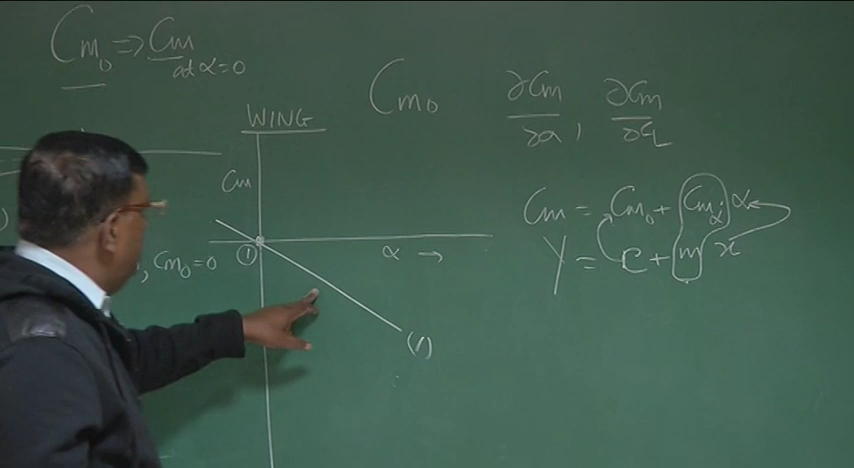 Cm₀ ⇒ Cm
at α=0
Cm₀ ∂Cm/∂α , ∂Cm/∂CL
WING
Cm
Cm = Cm₀ + Cmα α
Y = C + m x
, Cm₀=0 ① α →
(1)